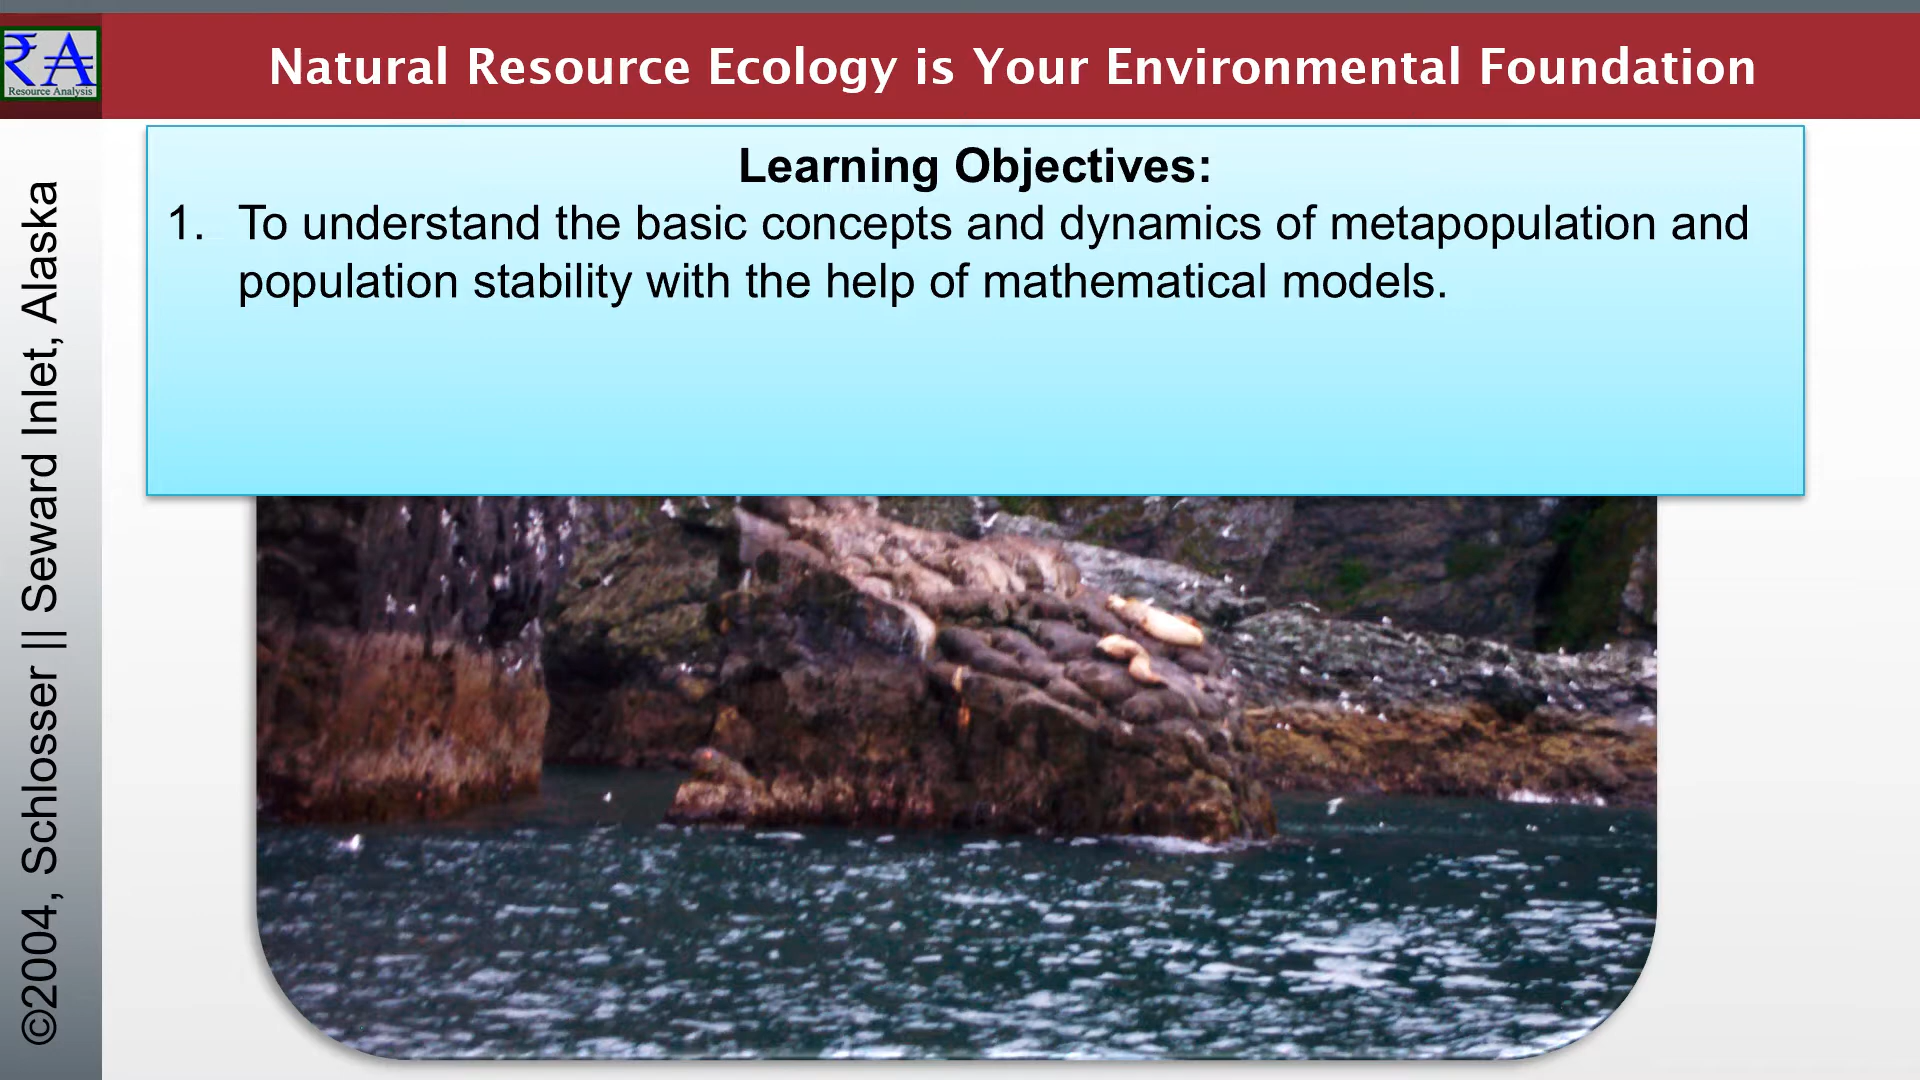 Natural Resource Ecology is Your Environmental Foundation
₹A
Resource Analysis
Learning Objectives:
1. To understand the basic concepts and dynamics of metapopulation and
population stability with the help of mathematical models.
©2004, Schlosser || Seward Inlet, Alaska